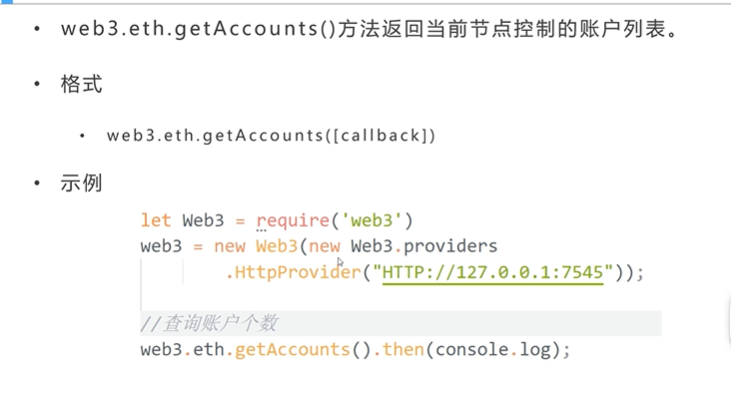 • web3.eth.getAccounts()方法返回当前节点控制的账户列表。
• 格式
• web3.eth.getAccounts([callback])
• 示例
let Web3 = require('web3')
web3 = new Web3(new Web3.providers
.HttpProvider("HTTP://127.0.0.1:7545"));
//查询账户个数
web3.eth.getAccounts().then(console.log);